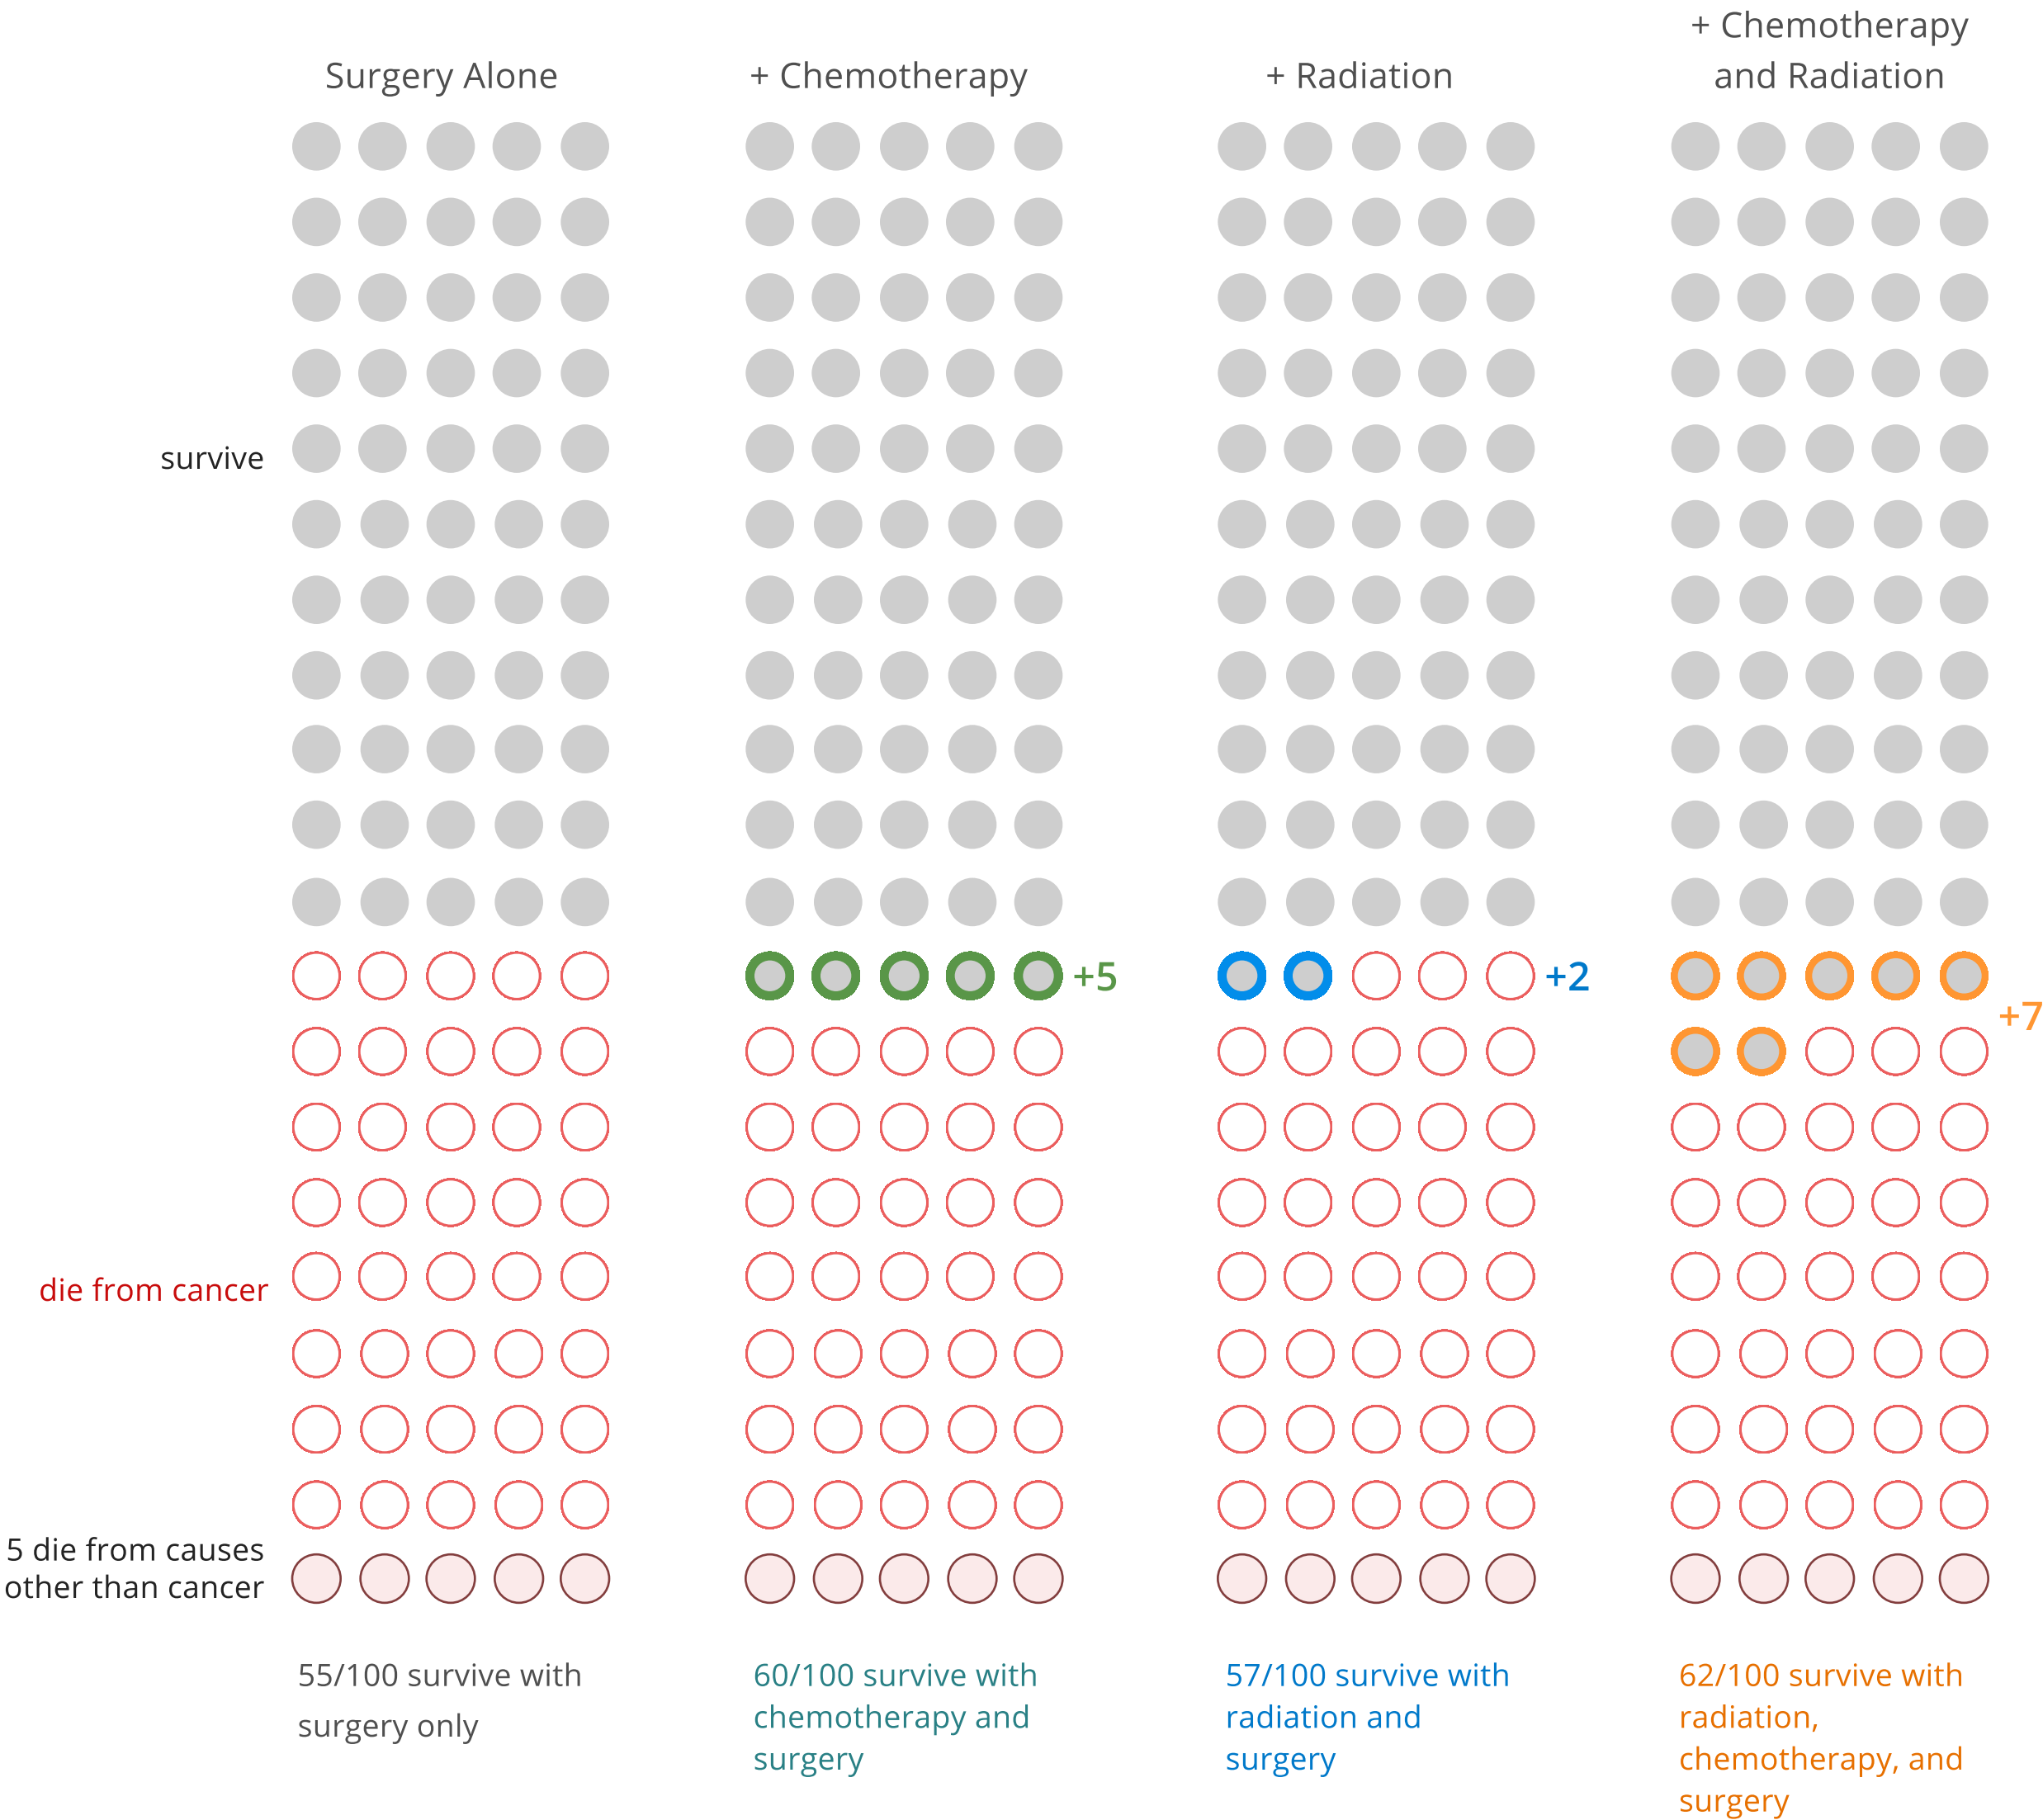 Surgery Alone
+ Chemotherapy
+ Radiation
+ Chemotherapy
and Radiation
survive
+5
+2
+7
die from cancer
5 die from causes
other than cancer
55/100 survive with
surgery only
60/100 survive with
chemotherapy and
surgery
57/100 survive with
radiation and
surgery
62/100 survive with
radiation,
chemotherapy, and
surgery